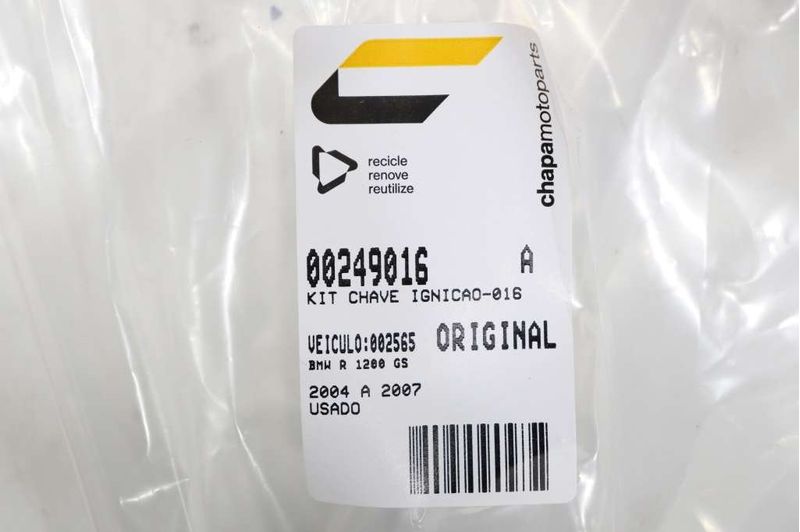 chapamotoparts
recicle
renove
reutilize
00249016 A
KIT CHAVE IGNICAO-016
VEICULO:002565 ORIGINAL
BMW R 1200 GS
2004 A 2007
USADO